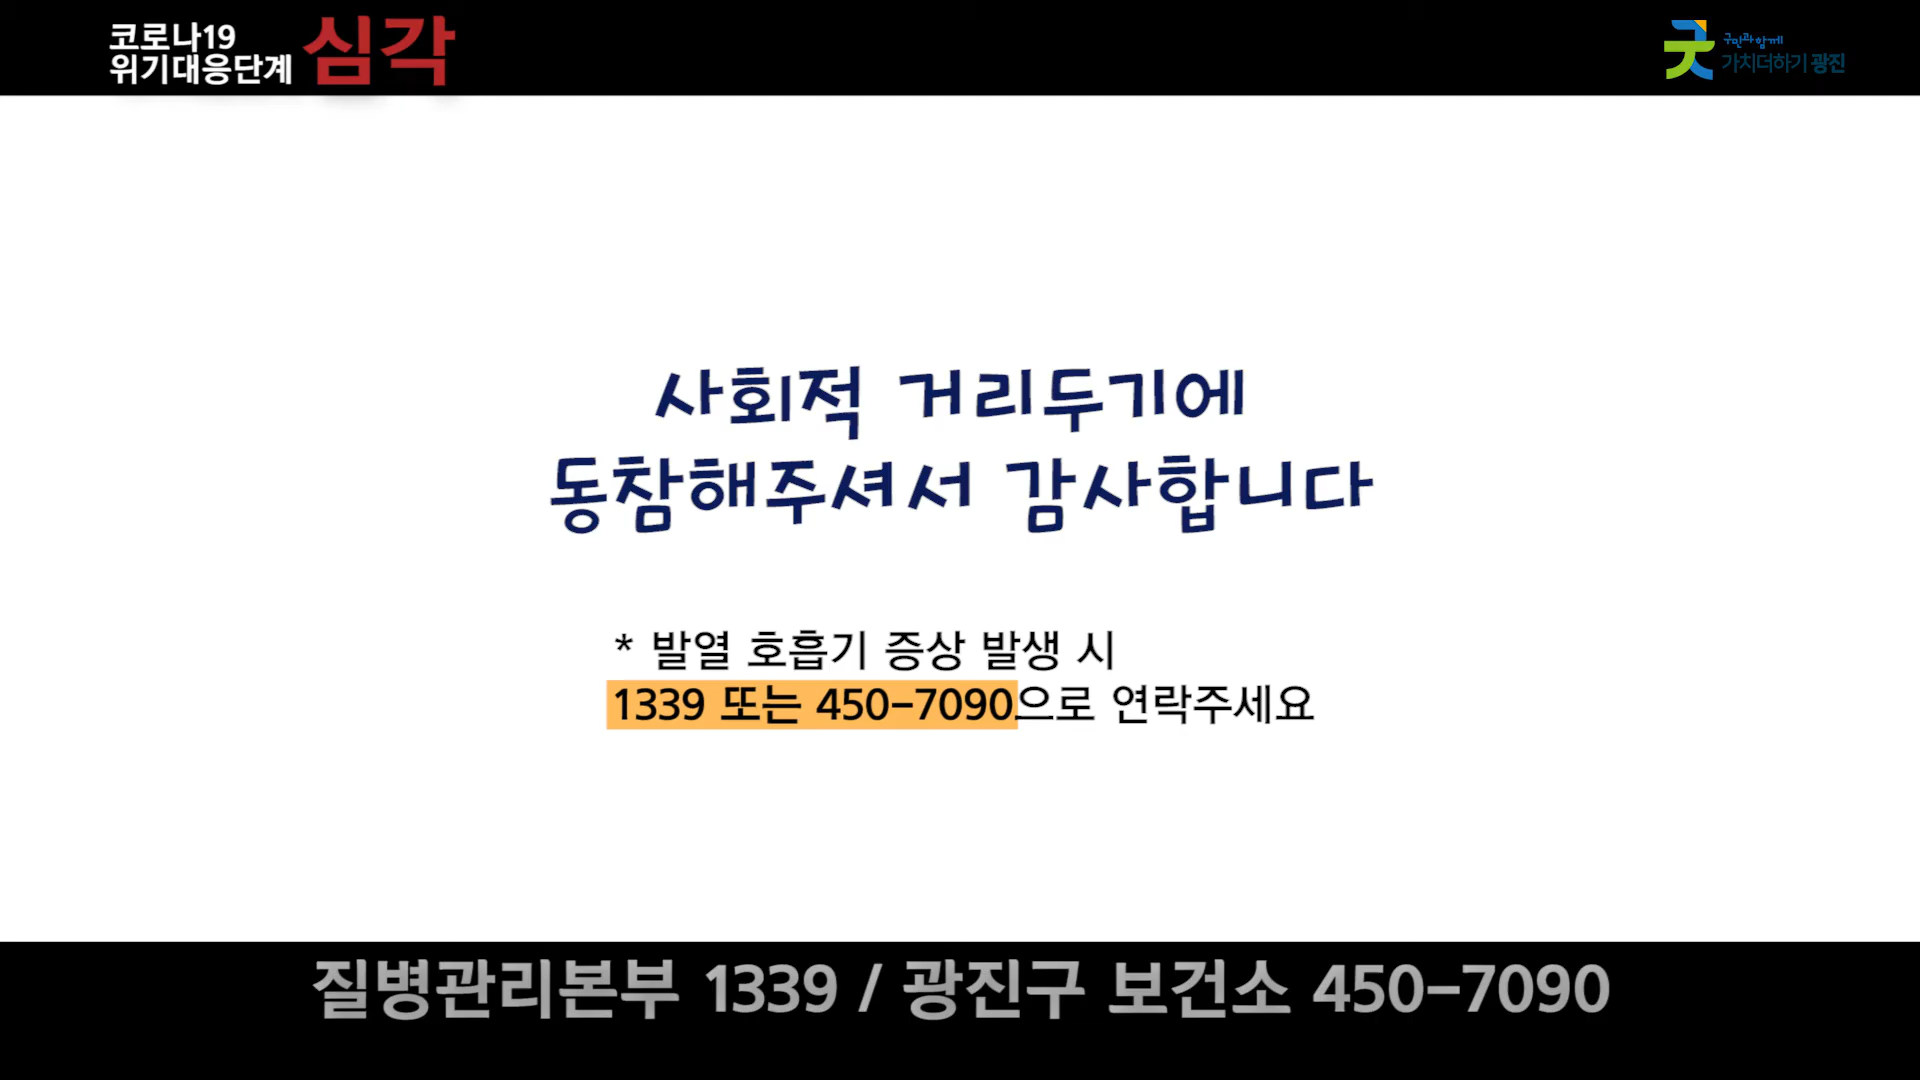 코로나19
위기대응단계
심각
굿
구민과 함께
가치더하기 광진
사회적 거리두기에
동참해주셔서 감사합니다
* 발열 호흡기 증상 발생 시
1339 또는 450-7090으로 연락주세요
질병관리본부 1339 / 광진구 보건소 450-7090